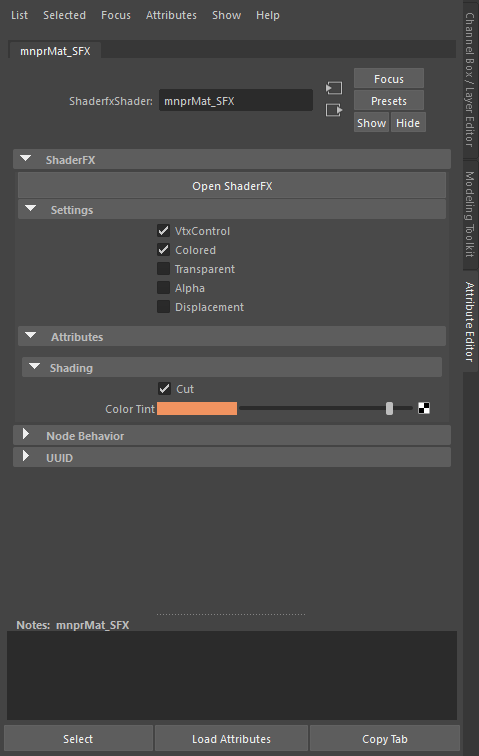 List Selected Focus Attributes Show Help
mnprMat_SFX
Focus
ShaderfxShader: mnprMat_SFX Presets
Show Hide
ShaderFX
Open ShaderFX
Settings
VtxControl
Colored
Transparent
Alpha
Displacement
Attributes
Shading
Cut
Color Tint
Node Behavior
UUID
Notes: mnprMat_SFX
Select Load Attributes Copy Tab
Channel Box / Layer Editor
Modeling Toolkit
Attribute Editor